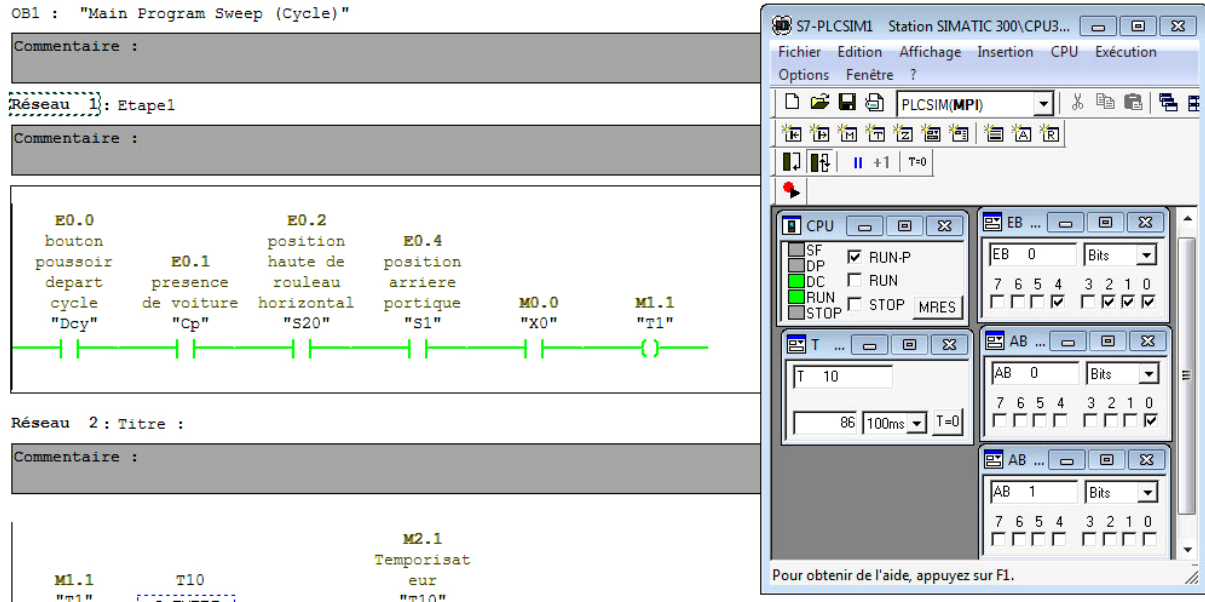 OB1 : "Main Program Sweep (Cycle)"
Commentaire :
Réseau 1: Etape1
Commentaire :
E0.0
bouton
poussoir
depart
cycle
"Dcy"
E0.1
presence
de voiture
"Cp"
E0.2
position
haute de
rouleau
horizontal
"S20"
E0.4
position
arriere
portique
"S1"
M0.0
"X0"
M1.1
"T1"
Réseau 2: Titre :
Commentaire :
M1.1
"T1"
T10
M2.1
Temporisat
eur
"T10"
S7-PLCSIM1 Station SIMATIC 300\CPU3...
Fichier Edition Affichage Insertion CPU Exécution
Options Fenêtre ?
PLCSIM(MPI)
+1 T=0
CPU
SF
DP
DC
RUN
STOP
RUN-P
RUN
STOP MRES
EB ...
EB 0 Bits
7 6 5 4 3 2 1 0
T ...
T 10
86 100ms T=0
AB ...
AB 0 Bits
7 6 5 4 3 2 1 0
AB ...
AB 1 Bits
7 6 5 4 3 2 1 0
Pour obtenir de l'aide, appuyez sur F1.